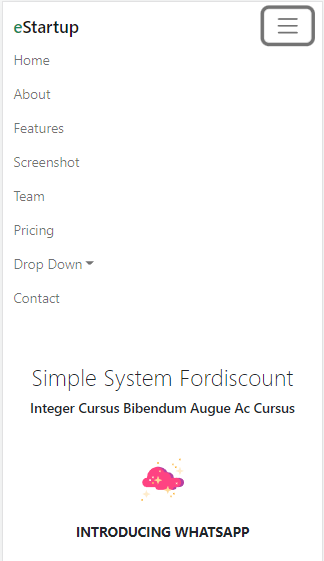 eStartup
Home
About
Features
Screenshot
Team
Pricing
Drop Down
Contact
Simple System Fordiscount
Integer Cursus Bibendum Augue Ac Cursus
INTRODUCING WHATSAPP